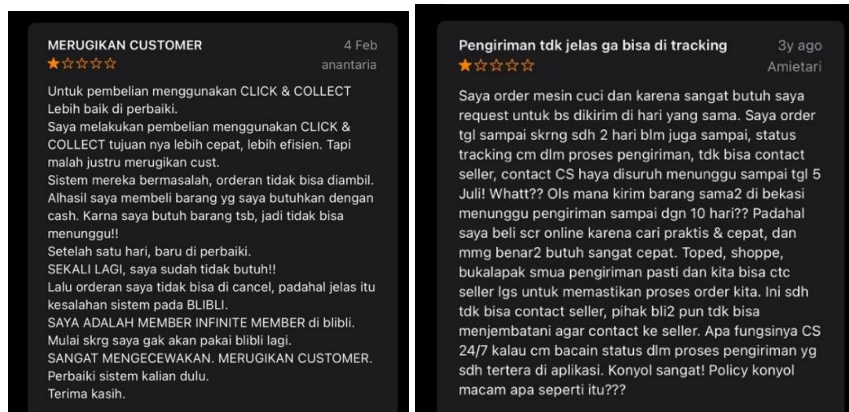 MERUGIKAN CUSTOMER
4 Feb
anantaria
Untuk pembelian menggunakan CLICK & COLLECT
Lebih baik di perbaiki.
Saya melakukan pembelian menggunakan CLICK &
COLLECT tujuan nya lebih cepat, lebih efisien. Tapi
malah justru merugikan cust.
Sistem mereka bermasalah, orderan tidak bisa diambil.
Alhasil saya membeli barang yg saya butuhkan dengan
cash. Karna saya butuh barang tsb, jadi tidak bisa
menunggu!!
Setelah satu hari, baru di perbaiki.
SEKALI LAGI, saya sudah tidak butuh!!
Lalu orderan saya tidak bisa di cancel, padahal jelas itu
kesalahan sistem pada BLIBLI.
SAYA ADALAH MEMBER INFINITE MEMBER di blibli.
Mulai skrg saya gak akan pakai blibli lagi.
SANGAT MENGECEWAKAN. MERUGIKAN CUSTOMER.
Perbaiki sistem kalian dulu.
Terima kasih.
Pengiriman tdk jelas ga bisa di tracking
3y ago
Amietari
Saya order mesin cuci dan karena sangat butuh saya
request untuk bs dikirim di hari yang sama. Saya order
tgl sampai skrng sdh 2 hari blm juga sampai, status
tracking cm dlm proses pengiriman, tdk bisa contact
seller, contact CS haya disuruh menunggu sampai tgl 5
Juli! Whatt?? Ols mana kirim barang sama2 di bekasi
menunggu pengiriman sampai dgn 10 hari?? Padahal
saya beli scr online karena cari praktis & cepat, dan
mmg benar2 butuh sangat cepat. Toped, shoppe,
bukalapak smua pengiriman pasti dan kita bisa ctc
seller lgs untuk memastikan proses order kita. Ini sdh
tdk bisa contact seller, pihak bli2 pun tdk bisa
menjembatani agar contact ke seller. Apa fungsinya CS
24/7 kalau cm bacain status dlm proses pengiriman yg
sdh tertera di aplikasi. Konyol sangat! Policy konyol
macam apa seperti itu???